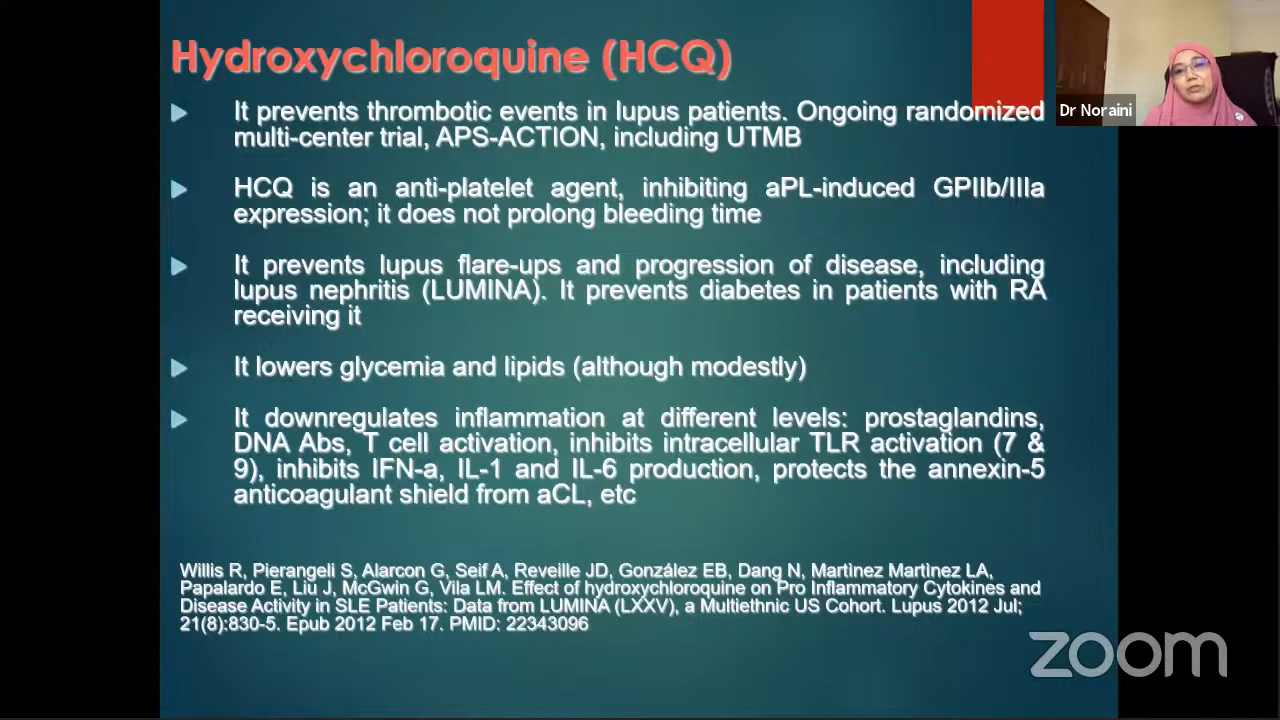 Hydroxychloroquine (HCQ)
It prevents thrombotic events in lupus patients. Ongoing randomized
multi-center trial, APS-ACTION, including UTMB
HCQ is an anti-platelet agent, inhibiting aPL-induced GPIIb/IIIa
expression; it does not prolong bleeding time
It prevents lupus flare-ups and progression of disease, including
lupus nephritis (LUMINA). It prevents diabetes in patients with RA
receiving it
It lowers glycemia and lipids (although modestly)
It downregulates inflammation at different levels: prostaglandins,
DNA Abs, T cell activation, inhibits intracellular TLR activation (7 &
9), inhibits IFN-a, IL-1 and IL-6 production, protects the annexin-5
anticoagulant shield from aCL, etc
Willis R, Pierangeli S, Alarcon G, Seif A, Reveille JD, González EB, Dang N, Martìnez Martìnez LA,
Papalardo E, Liu J, McGwin G, Vila LM. Effect of hydroxychloroquine on Pro Inflammatory Cytokines and
Disease Activity in SLE Patients: Data from LUMINA (LXXV), a Multiethnic US Cohort. Lupus 2012 Jul;
21(8):830-5. Epub 2012 Feb 17. PMID: 22343096
Dr Noraini
zoom